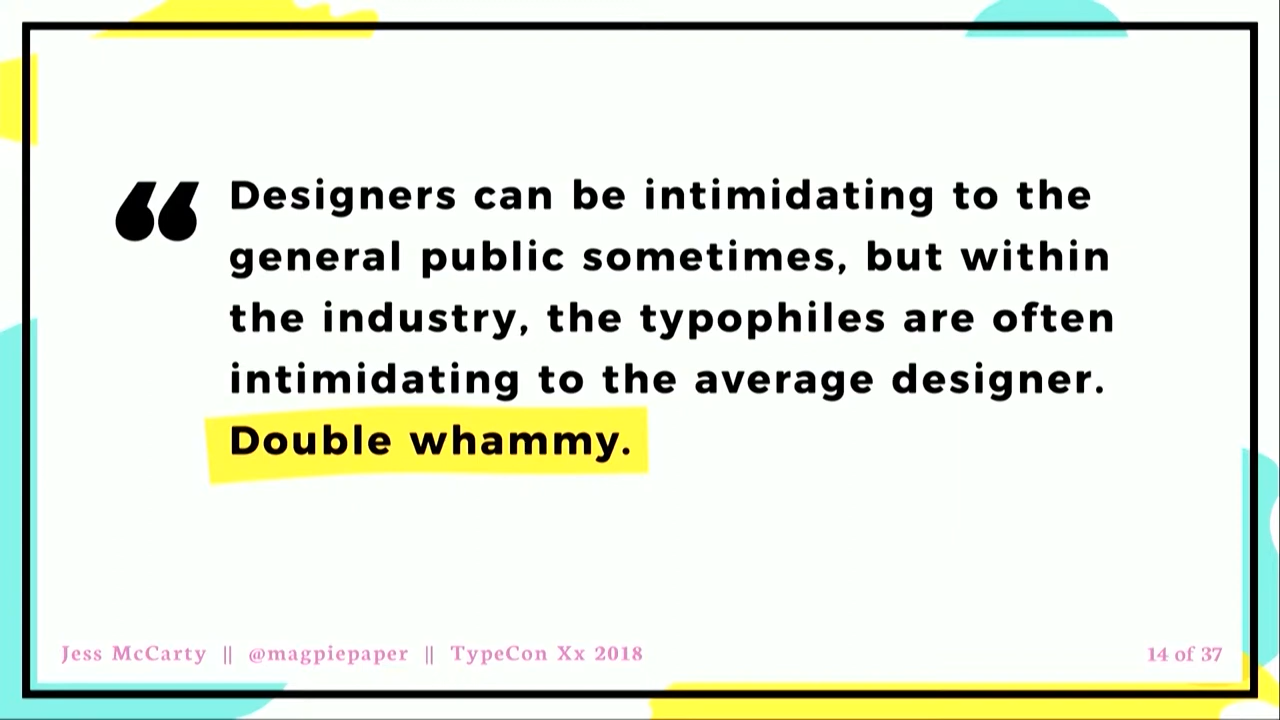 “ Designers can be intimidating to the
general public sometimes, but within
the industry, the typophiles are often
intimidating to the average designer.
Double whammy.
Jess McCarty || @magpiepaper || TypeCon Xx 2018
14 of 37